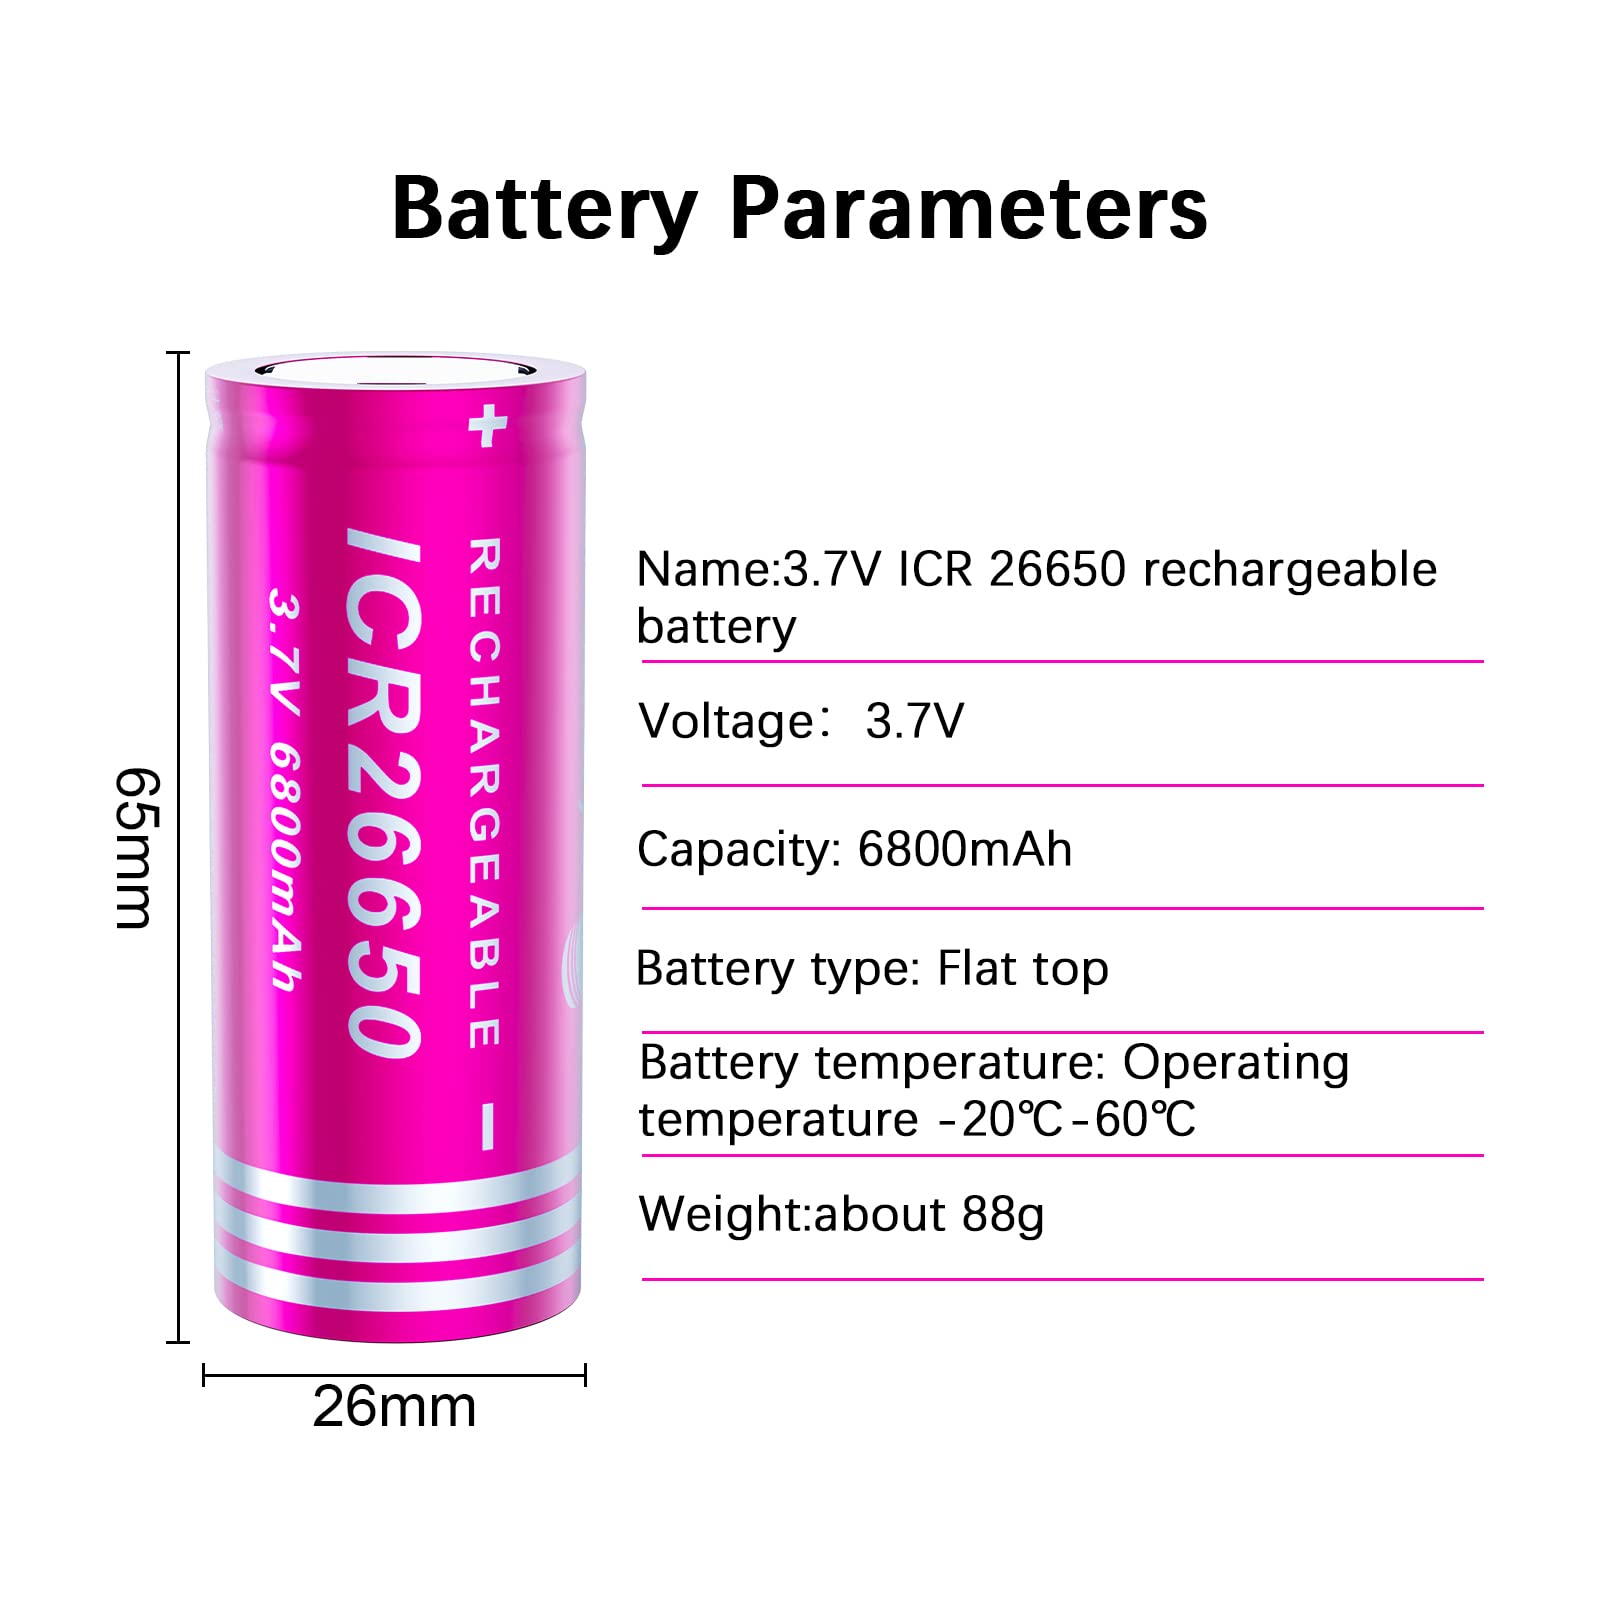 Battery Parameters
+
RECHARGEABLE
ICR26650
3.7V 6800mAh
−
65mm
26mm
Name:3.7V ICR 26650 rechargeable
battery
Voltage：3.7V
Capacity: 6800mAh
Battery type: Flat top
Battery temperature: Operating
temperature -20℃-60℃
Weight:about 88g